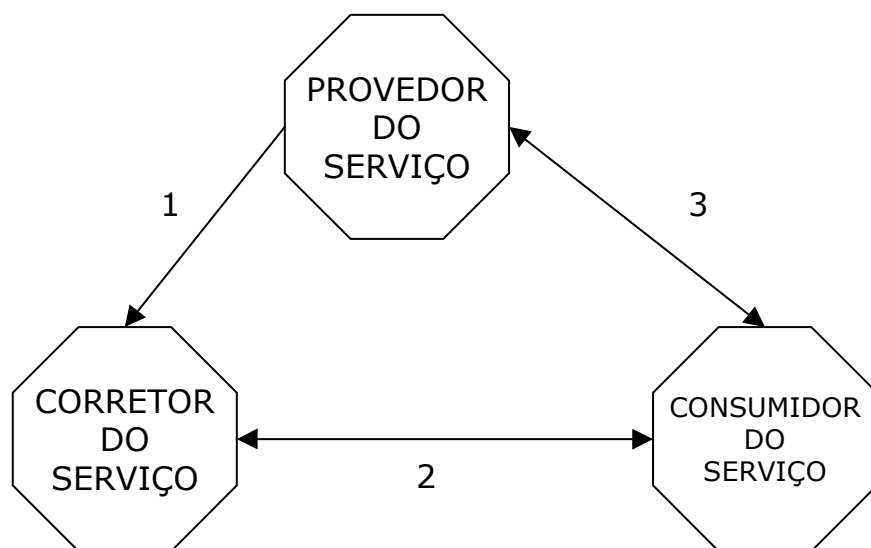 PROVEDOR
DO
SERVIÇO
1
3
CORRETOR
DO
SERVIÇO
2
CONSUMIDOR
DO
SERVIÇO